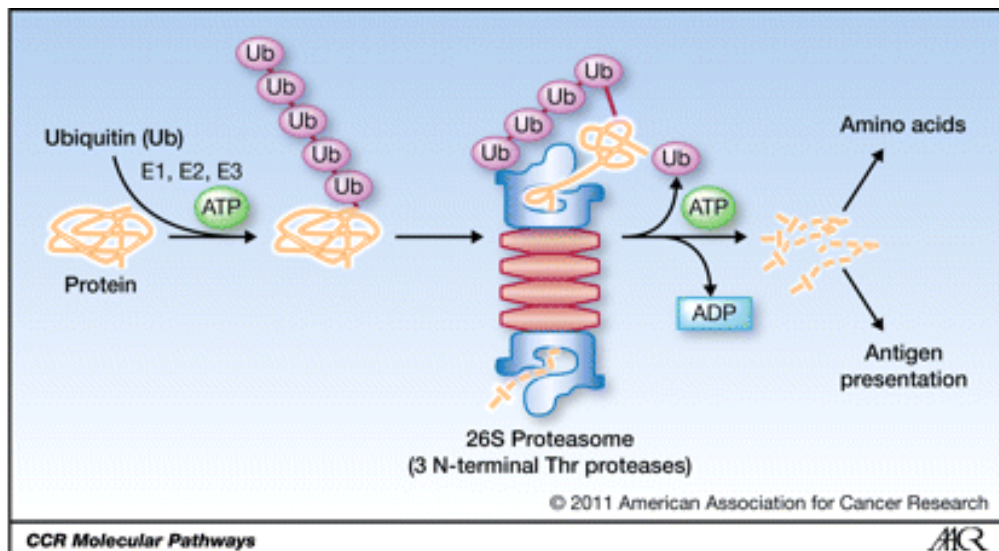 Ub
Ub
Ub
Ub
Ub
Ubiquitin (Ub)
E1, E2, E3
ATP
Protein
Ub
Ub
Ub
Ub
Ub
ATP
ADP
Amino acids
Antigen
presentation
26S Proteasome
(3 N-terminal Thr proteases)
© 2011 American Association for Cancer Research
CCR Molecular Pathways
AACR